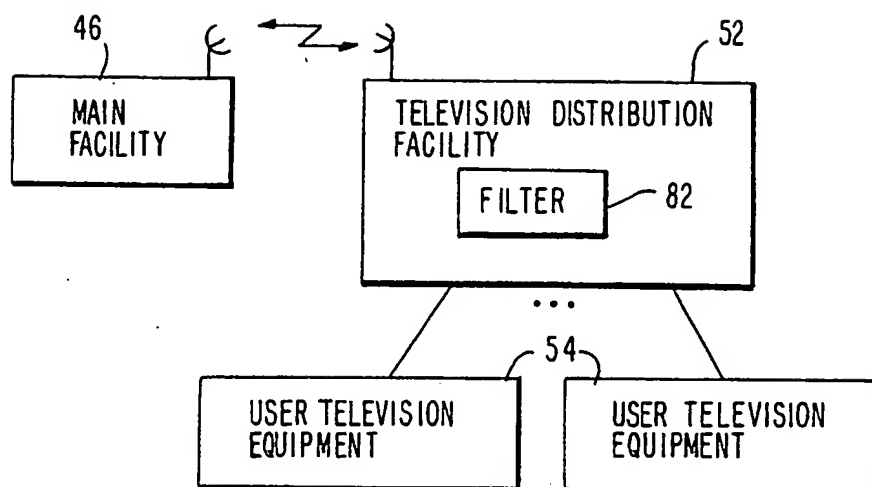 46
52
MAIN
FACILITY
TELEVISION DISTRIBUTION
FACILITY
FILTER
82
...
54
USER TELEVISION
EQUIPMENT
USER TELEVISION
EQUIPMENT